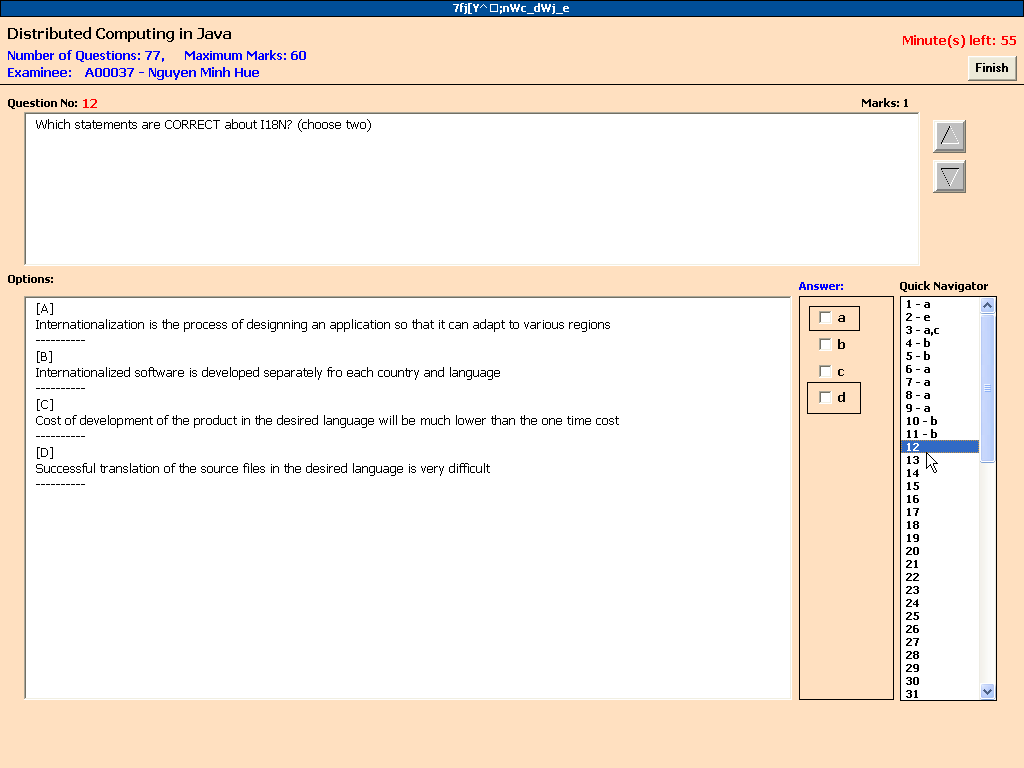 7fj[Y^ □;nWc_dWj_e
Distributed Computing in Java
Number of Questions: 77, Maximum Marks: 60
Minute(s) left: 55
Examinee: A00037 - Nguyen Minh Hue
Finish
Question No: 12
Marks: 1
Which statements are CORRECT about I18N? (choose two)
Options:
Answer:
Quick Navigator
[A]
Internationalization is the process of designning an application so that it can adapt to various regions
----------
[B]
Internationalized software is developed separately fro each country and language
----------
[C]
Cost of development of the product in the desired language will be much lower than the one time cost
----------
[D]
Successful translation of the source files in the desired language is very difficult
----------
a
b
c
d
1 - a
2 - e
3 - a,c
4 - b
5 - b
6 - a
7 - a
8 - a
9 - a
10 - b
11 - b
12
13
14
15
16
17
18
19
20
21
22
23
24
25
26
27
28
29
30
31